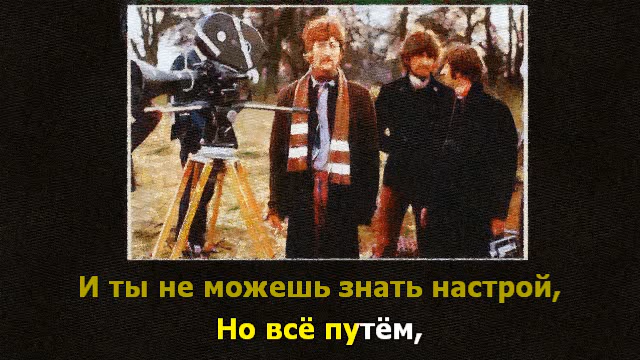 И ты не можешь знать настрой,
Но всё путём,